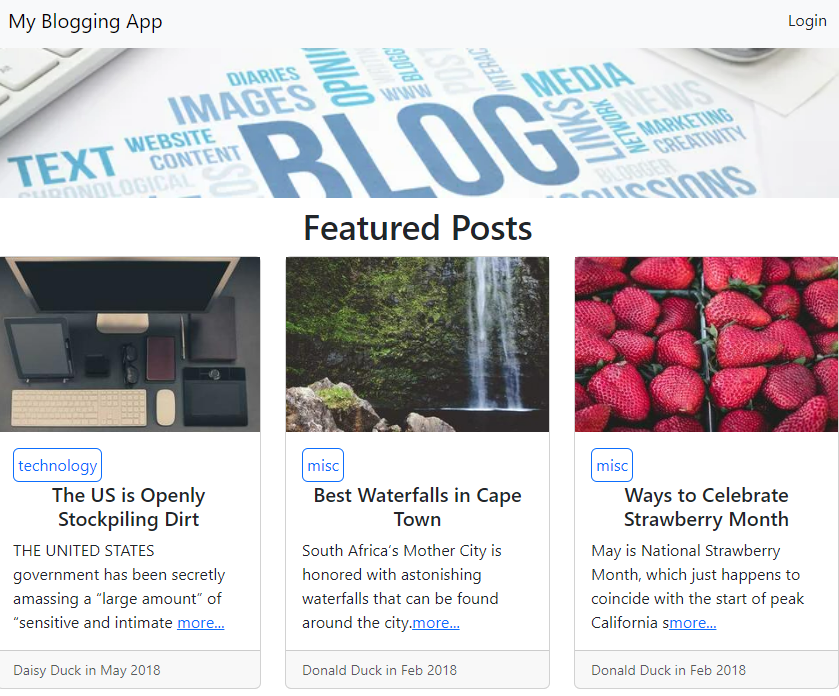 My Blogging App
Login
DIARIES
OPINI
IMAGES
WWW
BLOGG
POST
INTERAC
MEDIA
NEWS
BLOG
LINKS
NETWORK
MARKETING
CREATIVITY
TEXT
WEBSITE
CONTENT
CHRONOLOGICAL
BLOGGER
CUSSIONS
Featured Posts
technology
The US is Openly
Stockpiling Dirt
THE UNITED STATES
government has been secretly
amassing a “large amount” of
“sensitive and intimate more...
Daisy Duck in May 2018
misc
Best Waterfalls in Cape
Town
South Africa’s Mother City is
honored with astonishing
waterfalls that can be found
around the city.more...
Donald Duck in Feb 2018
misc
Ways to Celebrate
Strawberry Month
May is National Strawberry
Month, which just happens to
coincide with the start of peak
California smore...
Donald Duck in Feb 2018